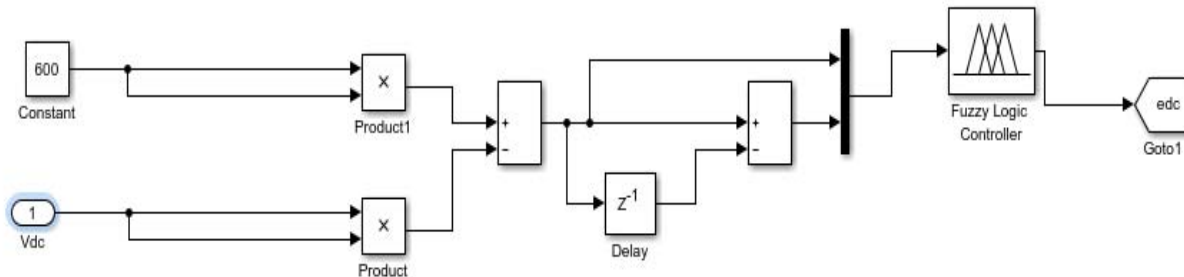 600
Constant
×
Product1
+
−
1
Vdc
×
Product
z-1
Delay
+
−
Fuzzy Logic
Controller
edc
Goto1